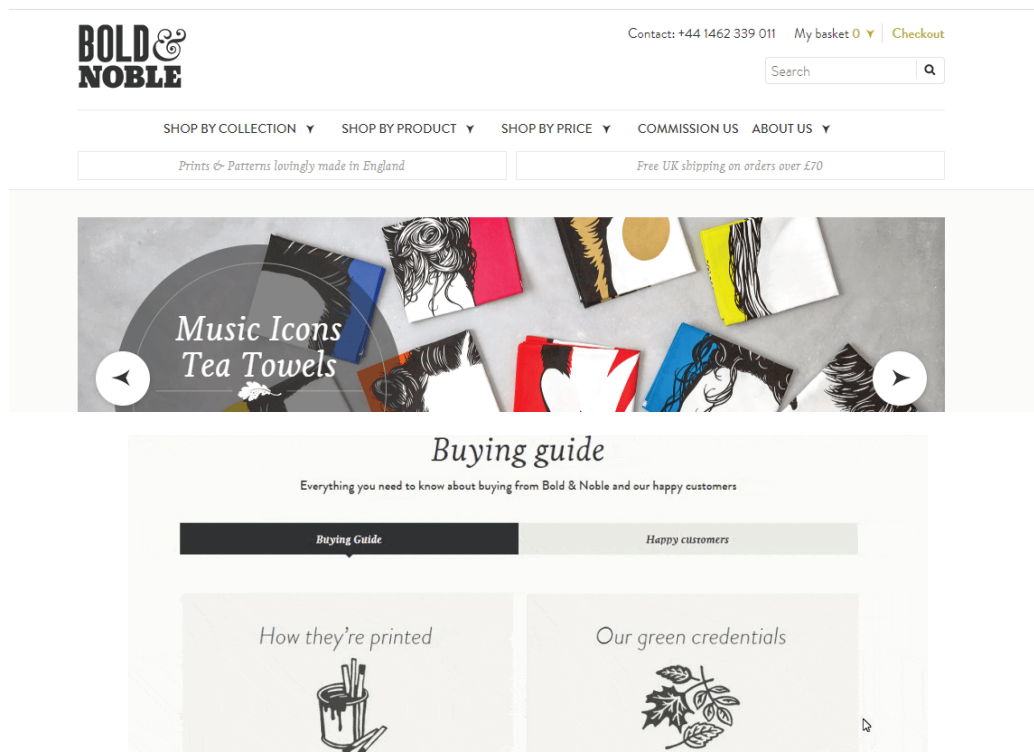 BOLD &
NOBLE
Contact: +44 1462 339 011 My basket 0 Checkout
Search
SHOP BY COLLECTION SHOP BY PRODUCT SHOP BY PRICE COMMISSION US ABOUT US
Prints & Patterns lovingly made in England Free UK shipping on orders over £70
Music Icons
Tea Towels
Buying guide
Everything you need to know about buying from Bold & Noble and our happy customers
Buying Guide Happy customers
How they're printed Our green credentials